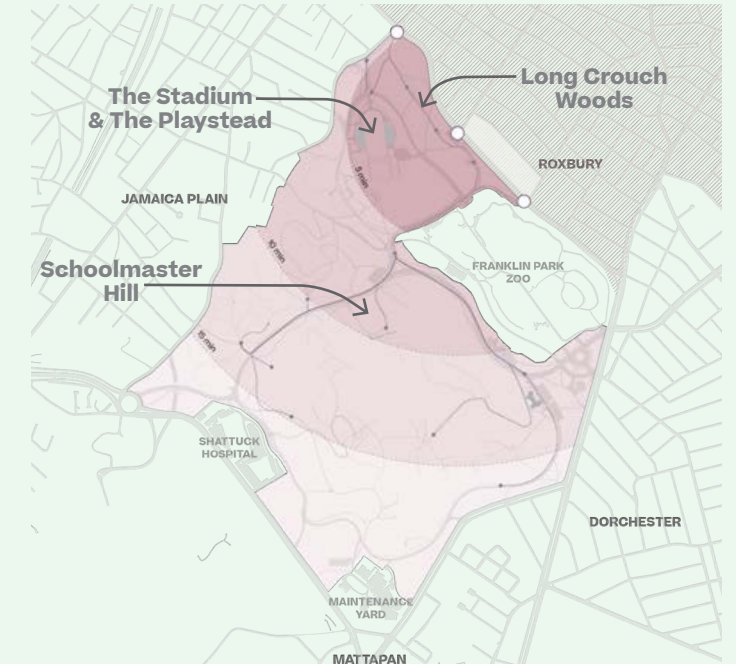 The Stadium
& The Playstead
Long Crouch
Woods
ROXBURY
5 min
JAMAICA PLAIN
10 min
Schoolmaster
Hill
FRANKLIN PARK
ZOO
15 min
SHATTUCK
HOSPITAL
DORCHESTER
MAINTENANCE
YARD
MATTAPAN